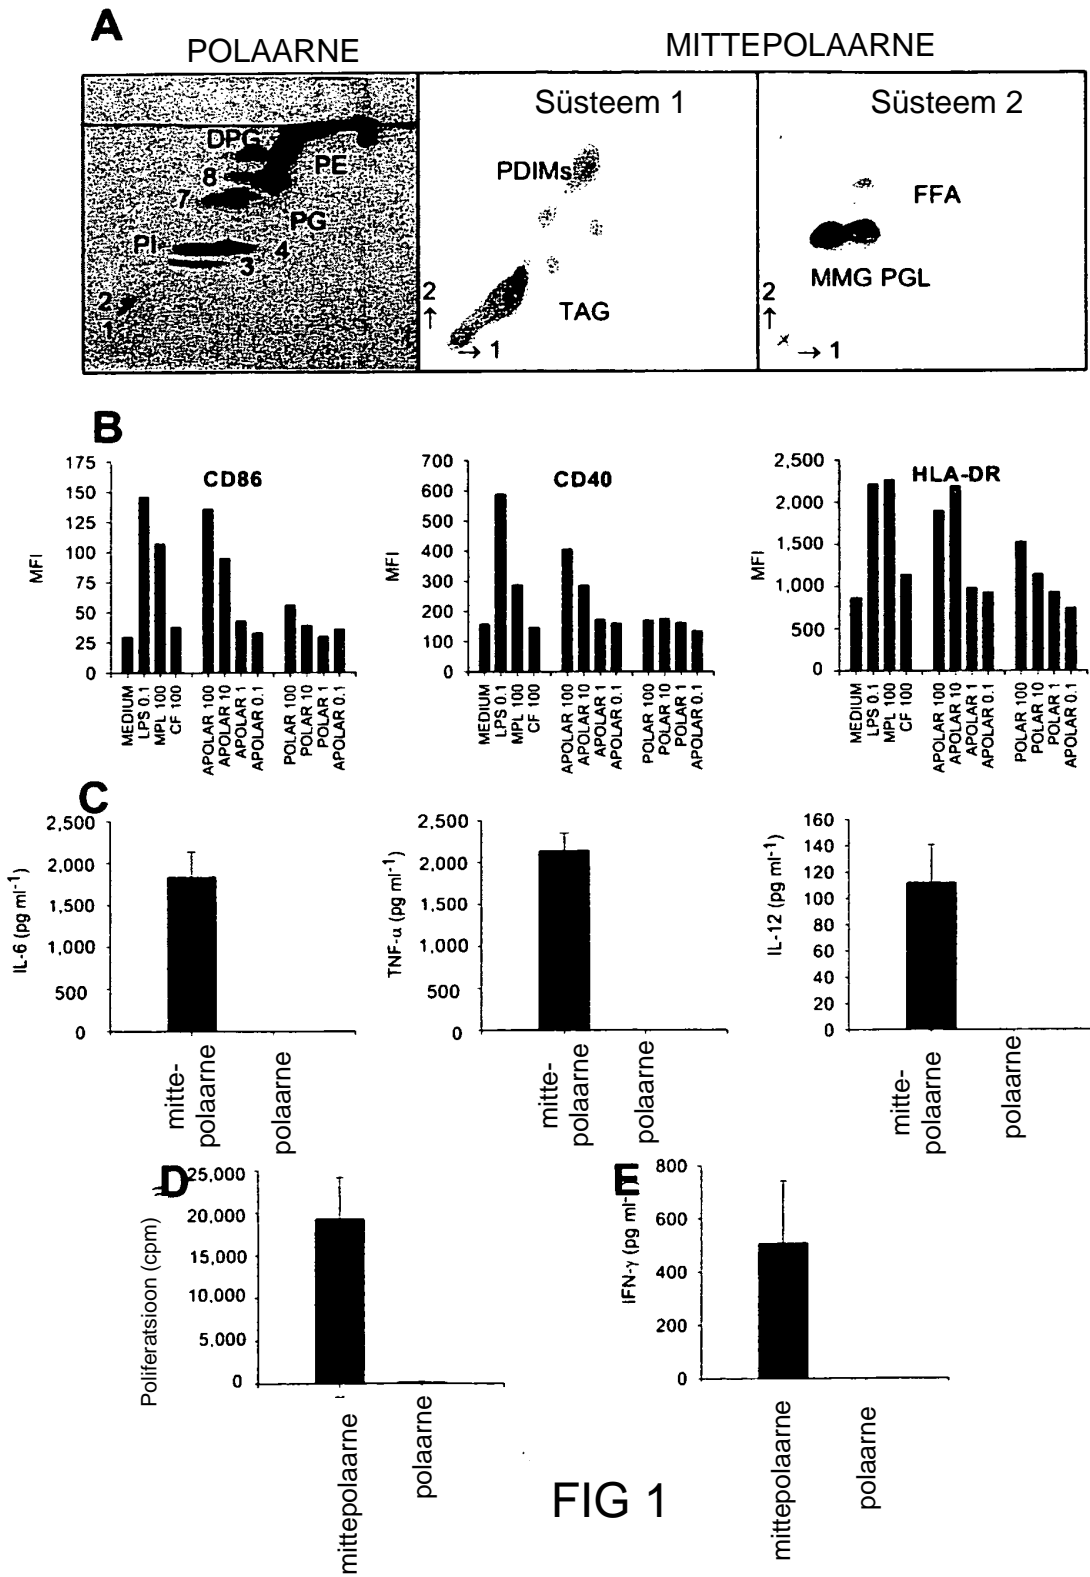 A
POLAARNE
MITTEPOLAARNE
Süsteem 1
Süsteem 2
DPG
PE
8
7
PG
PI
4
3
2
1
PDIMs
TAG
2
↑
→ 1
FFA
MMG PGL
2
↑
→ 1
B
CD86
MFI
175
150
125
100
75
50
25
0
MEDIUM
LPS 0.1
MPL 100
CF 100
APOLAR 100
APOLAR 10
APOLAR 1
APOLAR 0.1
POLAR 100
POLAR 10
POLAR 1
APOLAR 0.1
CD40
MFI
700
600
500
400
300
200
100
0
MEDIUM
LPS 0.1
MPL 100
CF 100
APOLAR 100
APOLAR 10
APOLAR 1
APOLAR 0.1
POLAR 100
POLAR 10
POLAR 1
APOLAR 0.1
HLA-DR
MFI
2,500
2,000
1,500
1,000
500
0
MEDIUM
LPS 0.1
MPL 100
CF 100
APOLAR 100
APOLAR 10
APOLAR 1
APOLAR 0.1
POLAR 100
POLAR 10
POLAR 1
APOLAR 0.1
C
IL-6 (pg ml⁻¹)
2,500
2,000
1,500
1,000
500
0
mitte-
polaarne
polaarne
TNF-α (pg ml⁻¹)
2,500
2,000
1,500
1,000
500
0
mitte-
polaarne
polaarne
IL-12 (pg ml⁻¹)
160
140
120
100
80
60
40
20
0
mitte
polaarne
polaarne
D
Poliferatsioon (cpm)
25,000
20,000
15,000
10,000
5,000
0
mittepolaarne
polaarne
E
IFN-γ (pg ml⁻¹)
800
600
400
200
0
mittepolaarne
polaarne
FIG 1